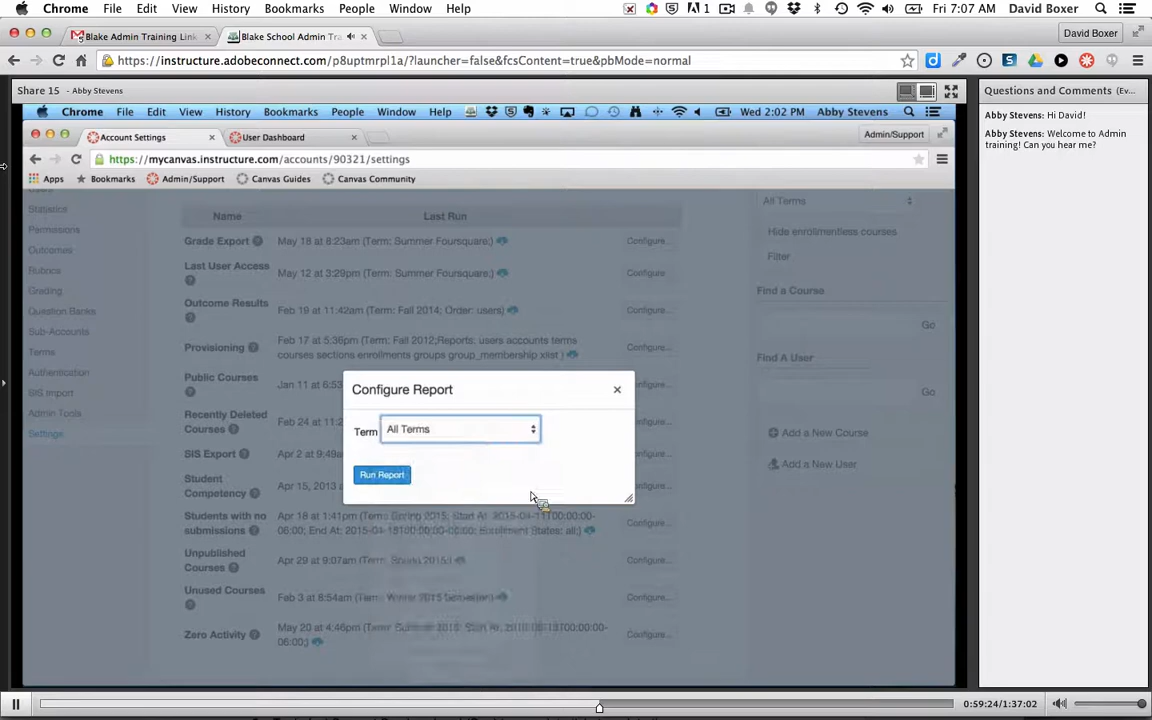 Chrome File Edit View History Bookmarks People Window Help 1 Fri 7:07 AM David Boxer
Blake Admin Training Link × Blake School Admin Tra × David Boxer
https://instructure.adobeconnect.com/p8uptmrpl1a/?launcher=false&fcsContent=true&pbMode=normal
Share 15 - Abby Stevens
Chrome File Edit View History Bookmarks People Window Help Wed 2:02 PM Abby Stevens
Account Settings × User Dashboard × Admin/Support
https://mycanvas.instructure.com/accounts/90321/settings
Apps Bookmarks Admin/Support Canvas Guides Canvas Community
Statistics
Permissions
Outcomes
Rubrics
Grading
Question Banks
Sub-Accounts
Terms
Authentication
SIS Import
Admin Tools
Settings
Name Last Run
Grade Export ? May 18 at 8:23am (Term: Summer Foursquare;) Configure...
Last User Access ? May 12 at 3:29pm (Term: Summer Foursquare;) Configure...
Outcome Results ? Feb 19 at 11:42am (Term: Fall 2014; Order: users) Configure...
Provisioning ? Feb 17 at 5:36pm (Term: Fall 2012;Reports: users accounts terms
courses sections enrollments groups group_membership xlist ) Configure...
Public Courses ? Jan 11 at 6:53
Recently Deleted Courses ? Feb 24 at 11:2
SIS Export ? Apr 2 at 9:49a
Student Competency ? Apr 15, 2013 a
Students with no submissions ? Apr 18 at 1:41pm (Term: Spring 2015; Start At: 2015-04-11T00:00:00-
06:00; End At: 2015-04-18T00:00:00-06:00; Enrollment States: all;) Configure...
Unpublished Courses ? Apr 29 at 9:07am (Term: 2015;) Configure...
Unused Courses ? Feb 3 at 8:54am (Term: Winter 2015 Semester;) Configure...
Zero Activity ? May 20 at 4:46pm (Term: Summer Start At: T00:00:00-
06:00;) Configure...
Configure Report ×
Term All Terms
Run Report
All Terms
Hide enrollmentless courses
Filter
Find a Course
Go
Find A User
Go
Add a New Course
Add a New User
Questions and Comments (Ev...
Abby Stevens: Hi David!
Abby Stevens: Welcome to Admin
training! Can you hear me?
0:59:24/1:37:02